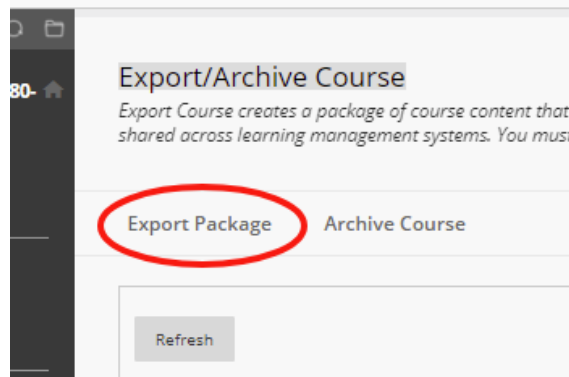 80-
Export/Archive Course
Export Course creates a package of course content that
shared across learning management systems. You must
Export Package Archive Course
Refresh